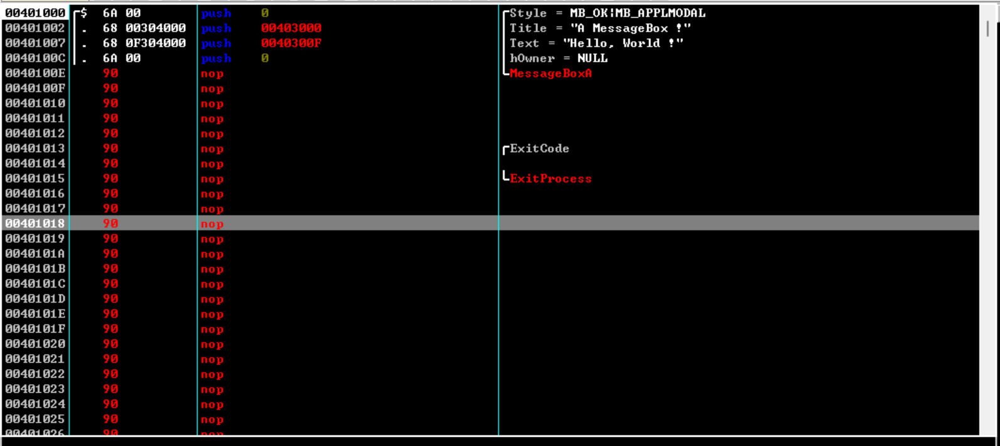 00401000 $ 6A 00 push 0 Style = MB_OK|MB_APPLMODAL
00401002 . 68 00304000 push 00403000 Title = "A MessageBox !"
00401007 . 68 0F304000 push 0040300F Text = "Hello, World !"
0040100C . 6A 00 push 0 hOwner = NULL
0040100E 90 nop MessageBoxA
0040100F 90 nop
00401010 90 nop
00401011 90 nop
00401012 90 nop
00401013 90 nop ExitCode
00401014 90 nop
00401015 90 nop ExitProcess
00401016 90 nop
00401017 90 nop
00401018 90 nop
00401019 90 nop
0040101A 90 nop
0040101B 90 nop
0040101C 90 nop
0040101D 90 nop
0040101E 90 nop
0040101F 90 nop
00401020 90 nop
00401021 90 nop
00401022 90 nop
00401023 90 nop
00401024 90 nop
00401025 90 nop
00401026 90 nop